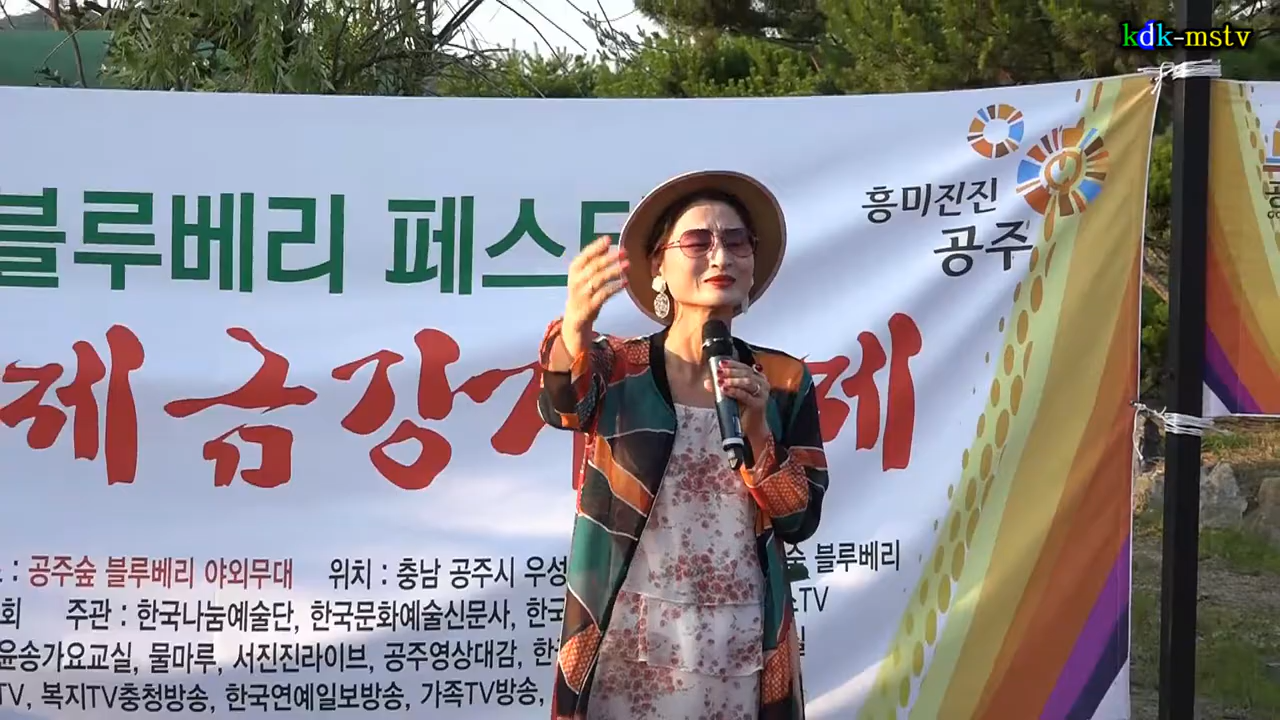 kdk-mstv
흥미진진
공주
블루베리 페스
제 금강
제
: 공주숲 블루베리 야외무대 위치 : 충남 공주시 우성 블루베리
회 주관 : 한국나눔예술단, 한국문화예술신문사, 한국 TV
윤송가요교실, 물마루, 서진진라이브, 공주영상대감,
TV, 복지TV충청방송, 한국연예일보방송, 가족TV방송,